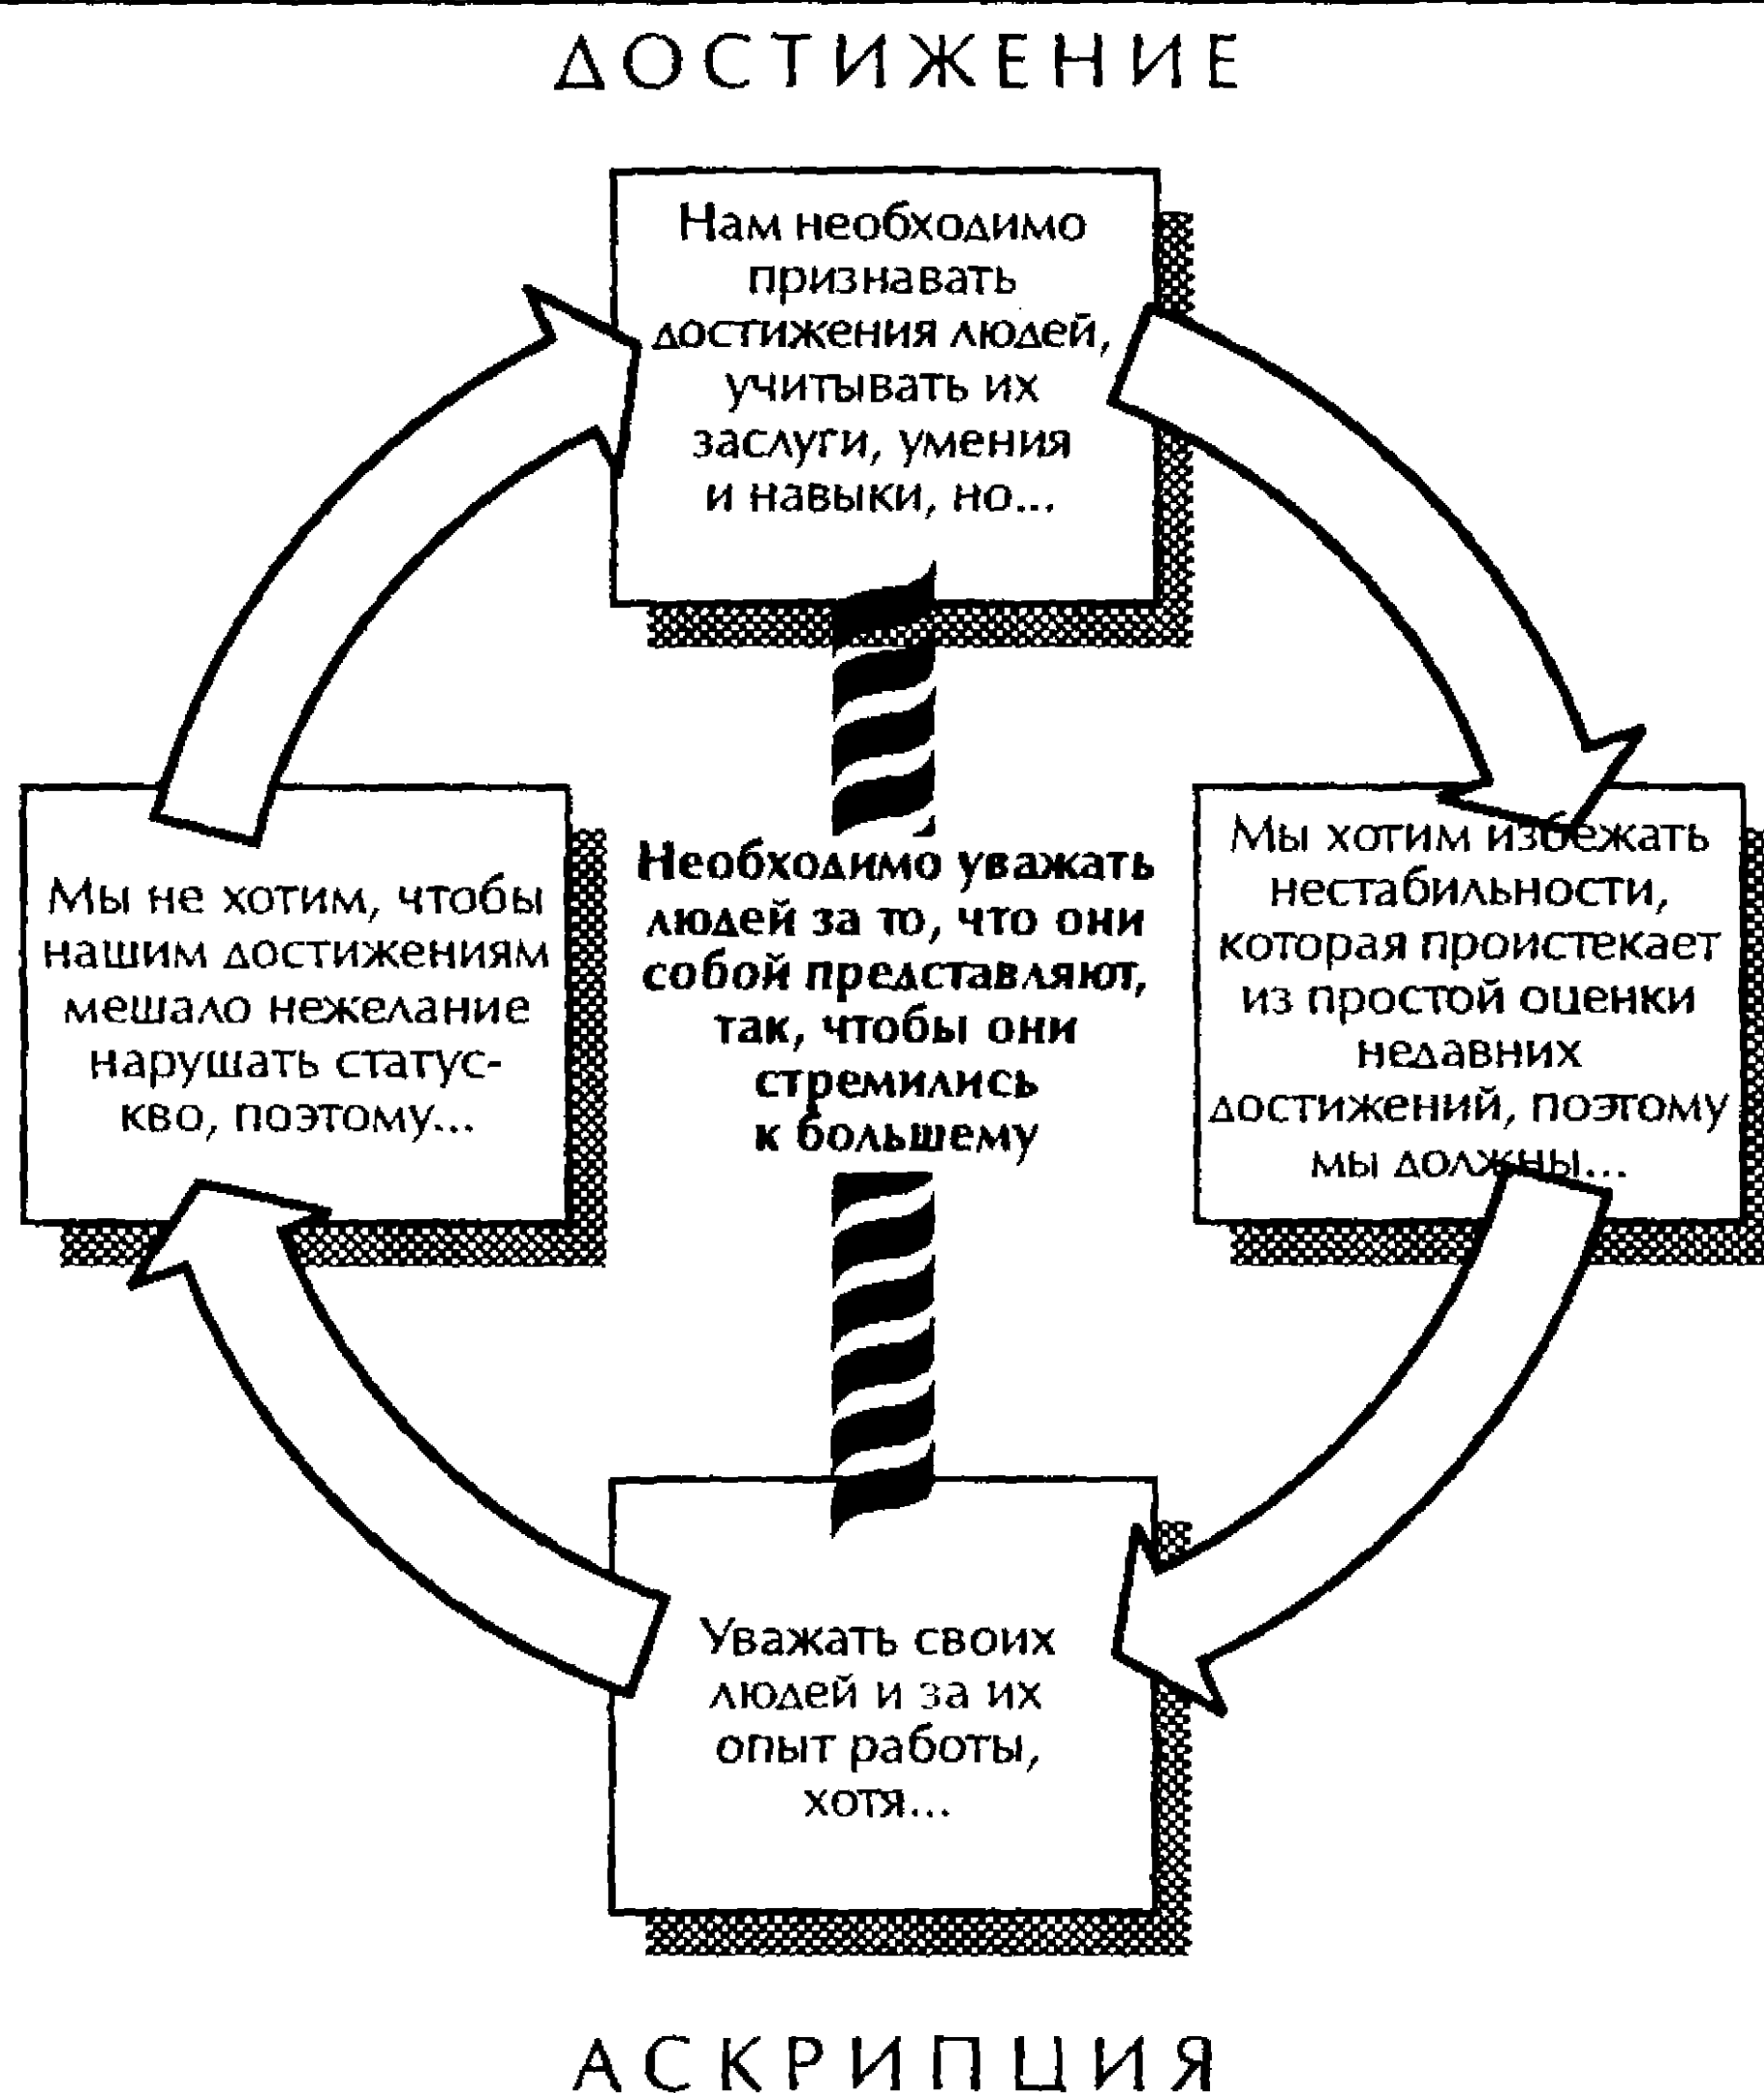 ДОСТИЖЕНИЕ
Нам необходимо
признавать
достижения людей,
учитывать их
заслуги, умения
и навыки, но...
Мы не хотим, чтобы
нашим достижениям
мешало нежелание
нарушать статус-
кво, поэтому...
Необходимо уважать
людей за то, что они
собой представляют,
так, чтобы они
стремились
к большему
Мы хотим избежать
нестабильности,
которая проистекает
из простой оценки
недавних
достижений, поэтому
мы должны...
Уважать своих
людей и за их
опыт работы,
хотя...
АСКРИПЦИЯ